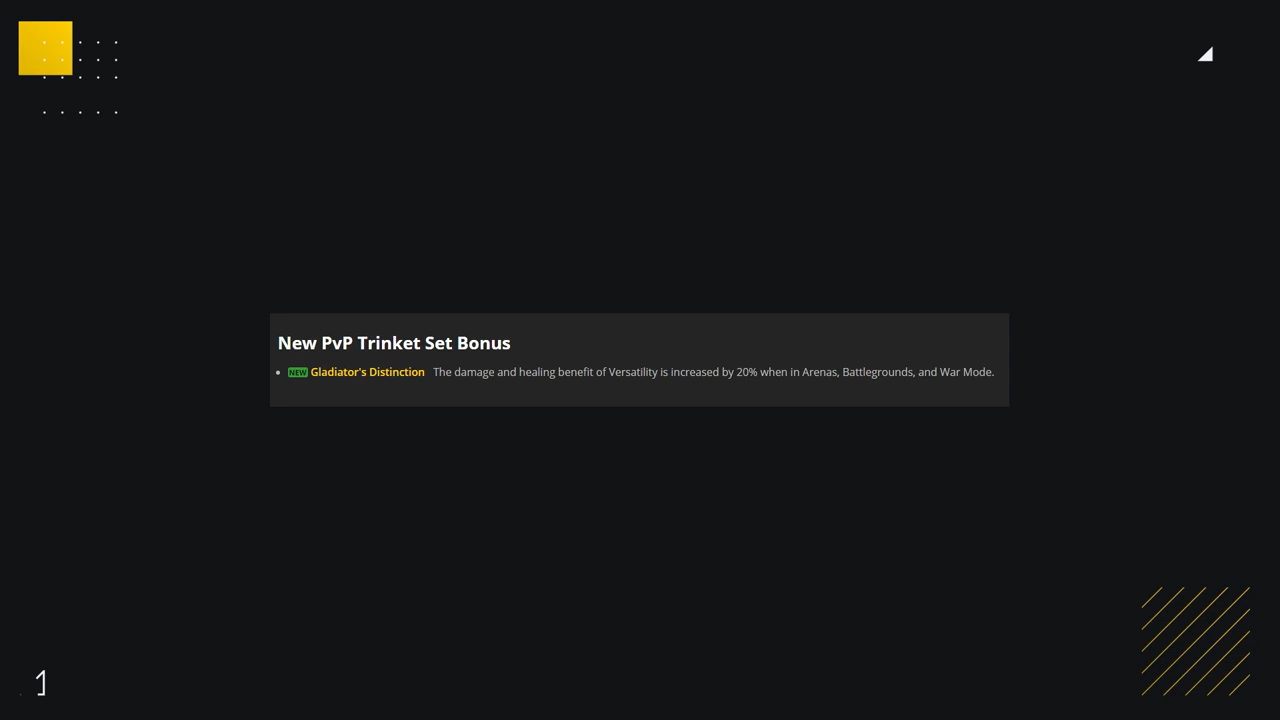 New PvP Trinket Set Bonus
NEW Gladiator's Distinction The damage and healing benefit of Versatility is increased by 20% when in Arenas, Battlegrounds, and War Mode.
1